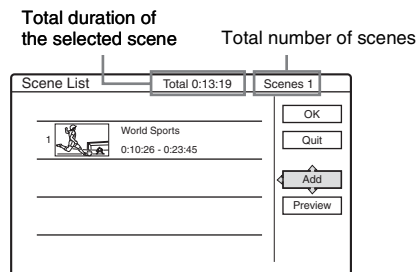 Total duration of
the selected scene
Total number of scenes
Scene List
Total 0:13:19
Scenes 1
OK
1
World Sports
0:10:26 - 0:23:45
Quit
Add
Preview